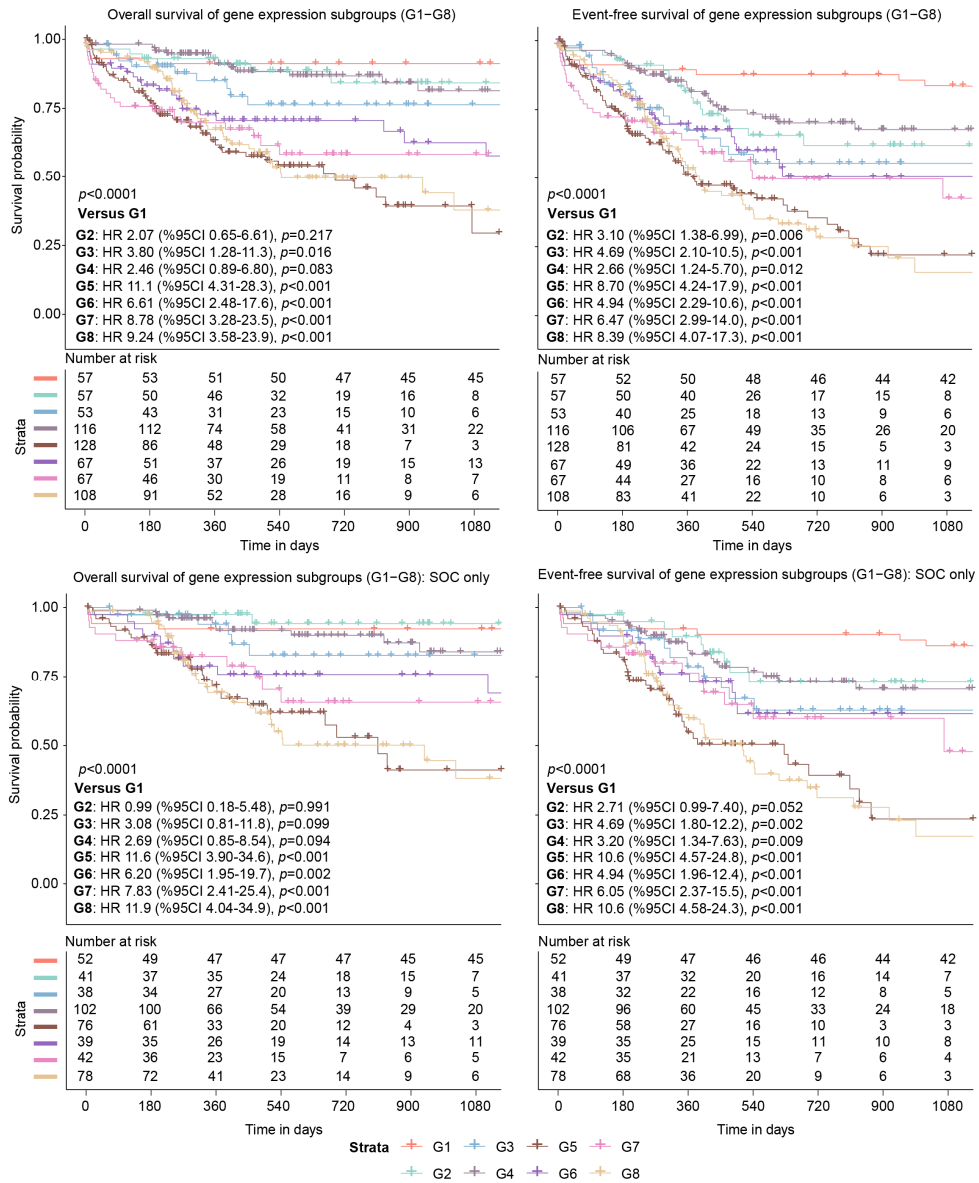 Overall survival of gene expression subgroups (G1−G8)
Survival probability
1.00
0.75
0.50
0.25
0.00
p<0.0001
Versus G1
G2: HR 2.07 (%95CI 0.65-6.61), p=0.217
G3: HR 3.80 (%95CI 1.28-11.3), p=0.016
G4: HR 2.46 (%95CI 0.89-6.80), p=0.083
G5: HR 11.1 (%95CI 4.31-28.3), p<0.001
G6: HR 6.61 (%95CI 2.48-17.6), p<0.001
G7: HR 8.78 (%95CI 3.28-23.5), p<0.001
G8: HR 9.24 (%95CI 3.58-23.9), p<0.001
Number at risk
Strata
57 53 51 50 47 45 45
57 50 46 32 19 16 8
53 43 31 23 15 10 6
116 112 74 58 41 31 22
128 86 48 29 18 7 3
67 51 37 26 19 15 13
67 46 30 19 11 8 7
108 91 52 28 16 9 6
0 180 360 540 720 900 1080
Time in days
Event-free survival of gene expression subgroups (G1−G8)
p<0.0001
Versus G1
G2: HR 3.10 (%95CI 1.38-6.99), p=0.006
G3: HR 4.69 (%95CI 2.10-10.5), p<0.001
G4: HR 2.66 (%95CI 1.24-5.70), p=0.012
G5: HR 8.70 (%95CI 4.24-17.9), p<0.001
G6: HR 4.94 (%95CI 2.29-10.6), p<0.001
G7: HR 6.47 (%95CI 2.99-14.0), p<0.001
G8: HR 8.39 (%95CI 4.07-17.3), p<0.001
Number at risk
57 52 50 48 46 44 42
57 50 40 26 17 15 8
53 40 25 18 13 9 6
116 106 67 49 35 26 20
128 81 42 24 15 5 3
67 49 36 22 13 11 9
67 44 27 16 10 8 6
108 83 41 22 10 6 3
0 180 360 540 720 900 1080
Time in days
Overall survival of gene expression subgroups (G1−G8): SOC only
Survival probability
1.00
0.75
0.50
0.25
0.00
p<0.0001
Versus G1
G2: HR 0.99 (%95CI 0.18-5.48), p=0.991
G3: HR 3.08 (%95CI 0.81-11.8), p=0.099
G4: HR 2.69 (%95CI 0.85-8.54), p=0.094
G5: HR 11.6 (%95CI 3.90-34.6), p<0.001
G6: HR 6.20 (%95CI 1.95-19.7), p=0.002
G7: HR 7.83 (%95CI 2.41-25.4), p<0.001
G8: HR 11.9 (%95CI 4.04-34.9), p<0.001
Number at risk
Strata
52 49 47 47 47 45 45
41 37 35 24 18 15 7
38 34 27 20 13 9 5
102 100 66 54 39 29 20
76 61 33 20 12 4 3
39 35 26 19 14 13 11
42 36 23 15 7 6 5
78 72 41 23 14 9 6
0 180 360 540 720 900 1080
Time in days
Event-free survival of gene expression subgroups (G1−G8): SOC only
p<0.0001
Versus G1
G2: HR 2.71 (%95CI 0.99-7.40), p=0.052
G3: HR 4.69 (%95CI 1.80-12.2), p=0.002
G4: HR 3.20 (%95CI 1.34-7.63), p=0.009
G5: HR 10.6 (%95CI 4.57-24.8), p<0.001
G6: HR 4.94 (%95CI 1.96-12.4), p<0.001
G7: HR 6.05 (%95CI 2.37-15.5), p<0.001
G8: HR 10.6 (%95CI 4.58-24.3), p<0.001
Number at risk
52 49 47 46 46 44 42
41 37 32 20 16 14 7
38 32 22 16 12 8 5
102 96 60 45 33 24 18
76 58 27 16 10 3 3
39 35 25 15 11 10 8
42 35 21 13 7 6 4
78 68 36 20 9 6 3
0 180 360 540 720 900 1080
Time in days
Strata G1 G3 G5 G7
G2 G4 G6 G8